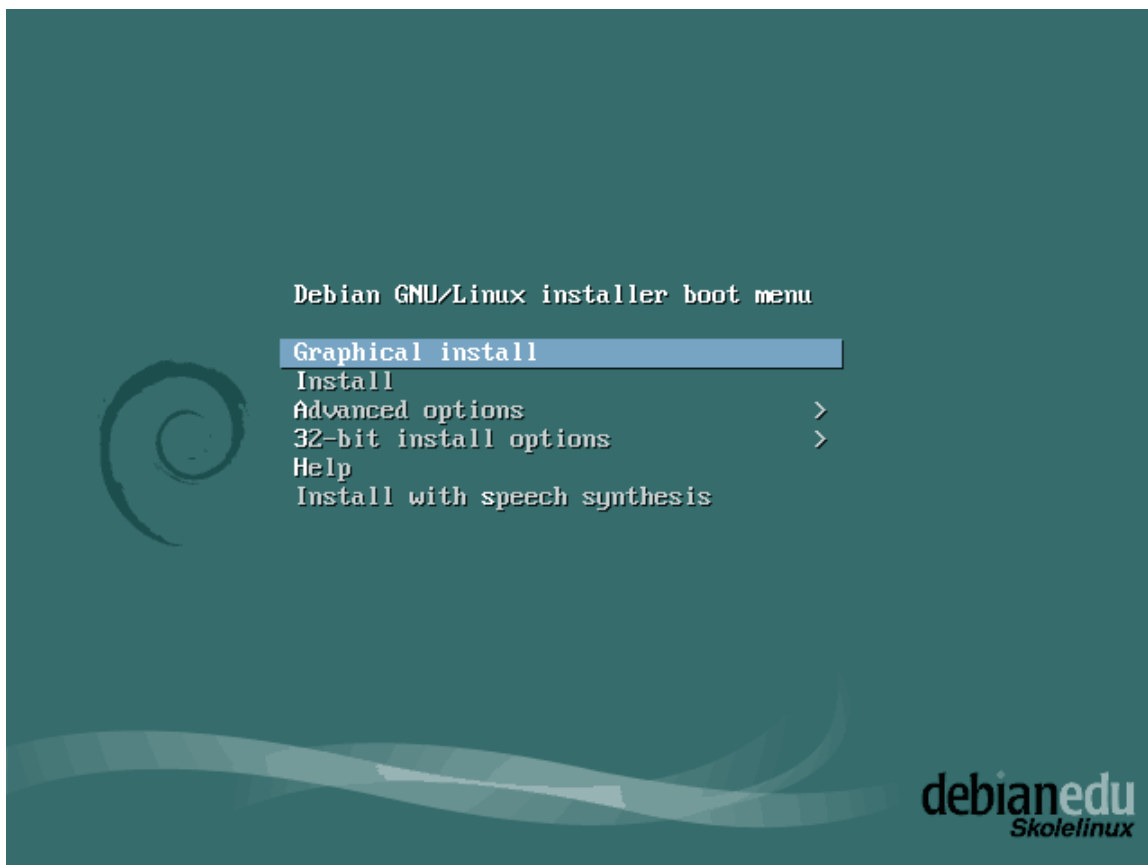 Debian GNU/Linux installer boot menu
Graphical install
Install
Advanced options >
32-bit install options >
Help
Install with speech synthesis
debianedu
Skolelinux